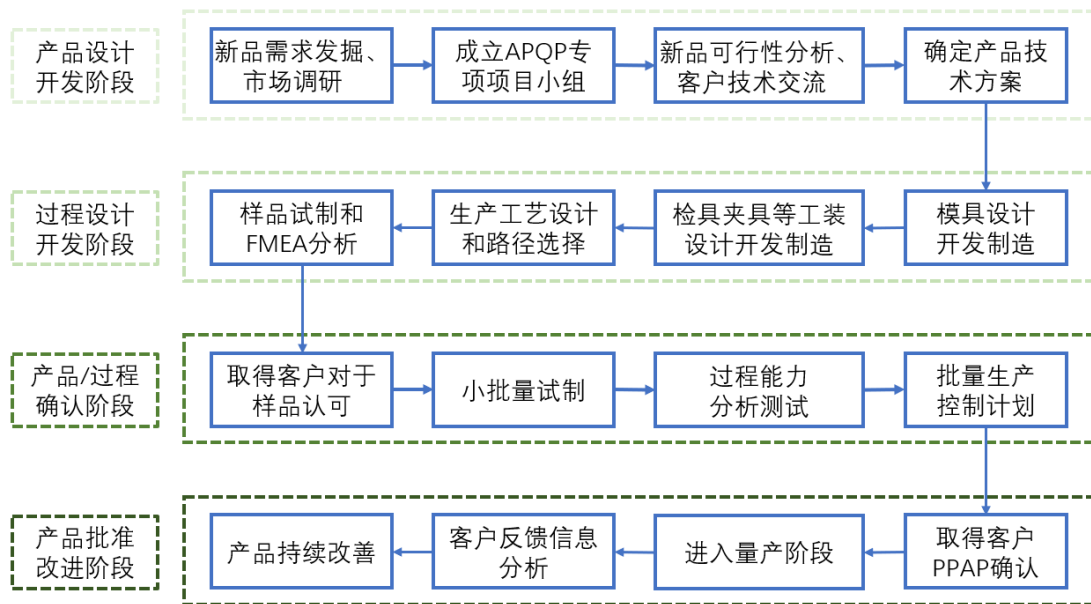 产品设计
开发阶段
新品需求发掘、
市场调研
成立APQP专
项项目小组
新品可行性分析、
客户技术交流
确定产品技
术方案
过程设计
开发阶段
样品试制和
FMEA分析
生产工艺设计
和路径选择
检具夹具等工装
设计开发制造
模具设计
开发制造
产品/过程
确认阶段
取得客户对于
样品认可
小批量试制
过程能力
分析测试
批量生产
控制计划
产品批准
改进阶段
产品持续改善
客户反馈信息
分析
进入量产阶段
取得客户
PPAP确认